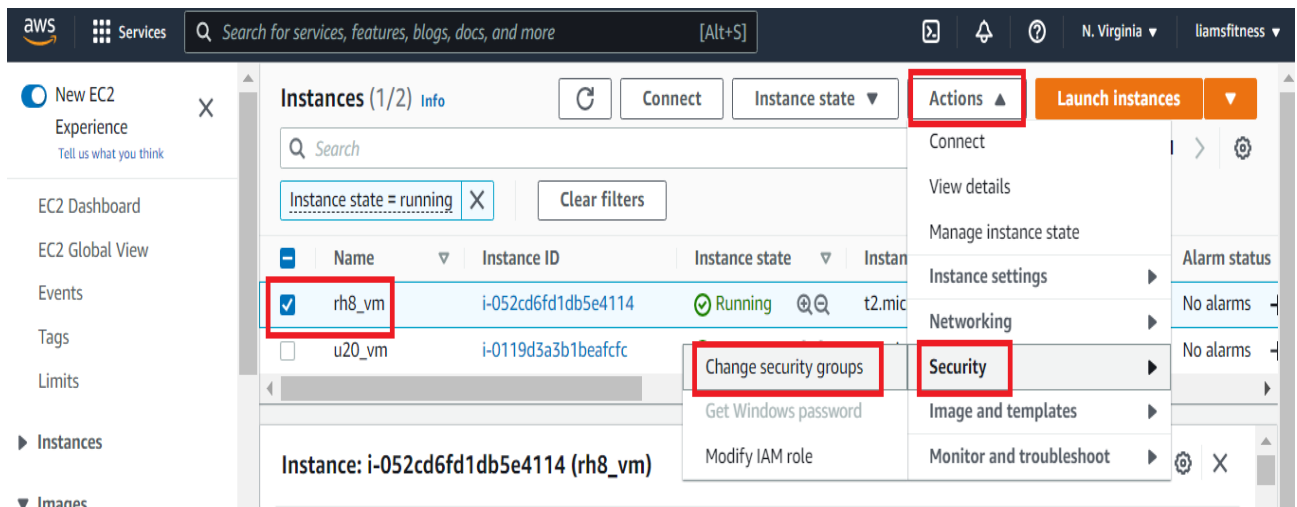 aws
Services
Search for services, features, blogs, docs, and more
[Alt+S]
N. Virginia
liamsfitness
New EC2
Experience
Tell us what you think
EC2 Dashboard
EC2 Global View
Events
Tags
Limits
Instances
Images
Instances (1/2) Info
Connect
Instance state
Actions
Launch instances
Search
Instance state = running
Clear filters
Name
Instance ID
Instance state
Instan
Alarm status
rh8_vm
i-052cd6fd1db5e4114
Running
t2.mic
No alarms
u20_vm
i-0119d3a3b1beafcfc
No alarms
Connect
View details
Manage instance state
Instance settings
Networking
Security
Image and templates
Monitor and troubleshoot
Change security groups
Get Windows password
Modify IAM role
Instance: i-052cd6fd1db5e4114 (rh8_vm)